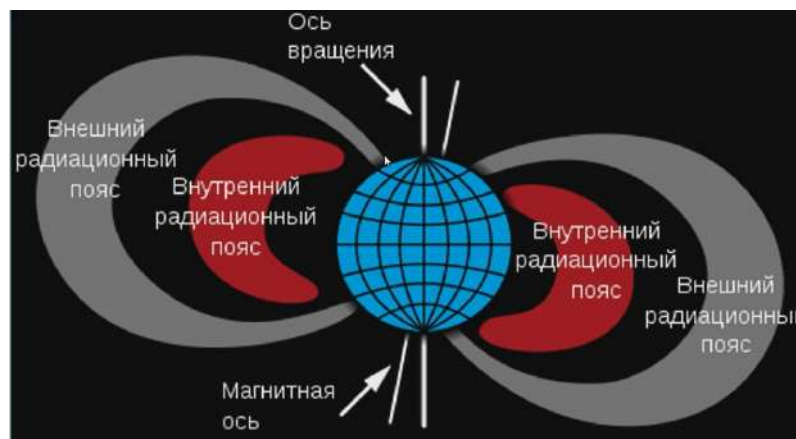 Ось
вращения
Внешний
радиационный
пояс
Внутренний
радиационный
пояс
Внутренний
радиационный
пояс
Внешний
радиационны
пояс
Магнитная
ось